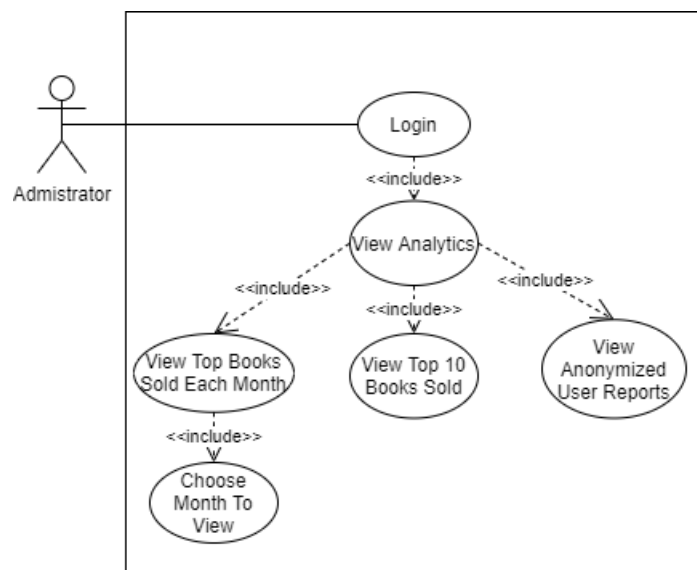 Login
Admistrator
<<include>>
View Analytics
<<include>>
<<include>>
<<include>>
View Top Books
Sold Each Month
View Top 10
Books Sold
View
Anonymized
User Reports
<<include>>
Choose
Month To
View